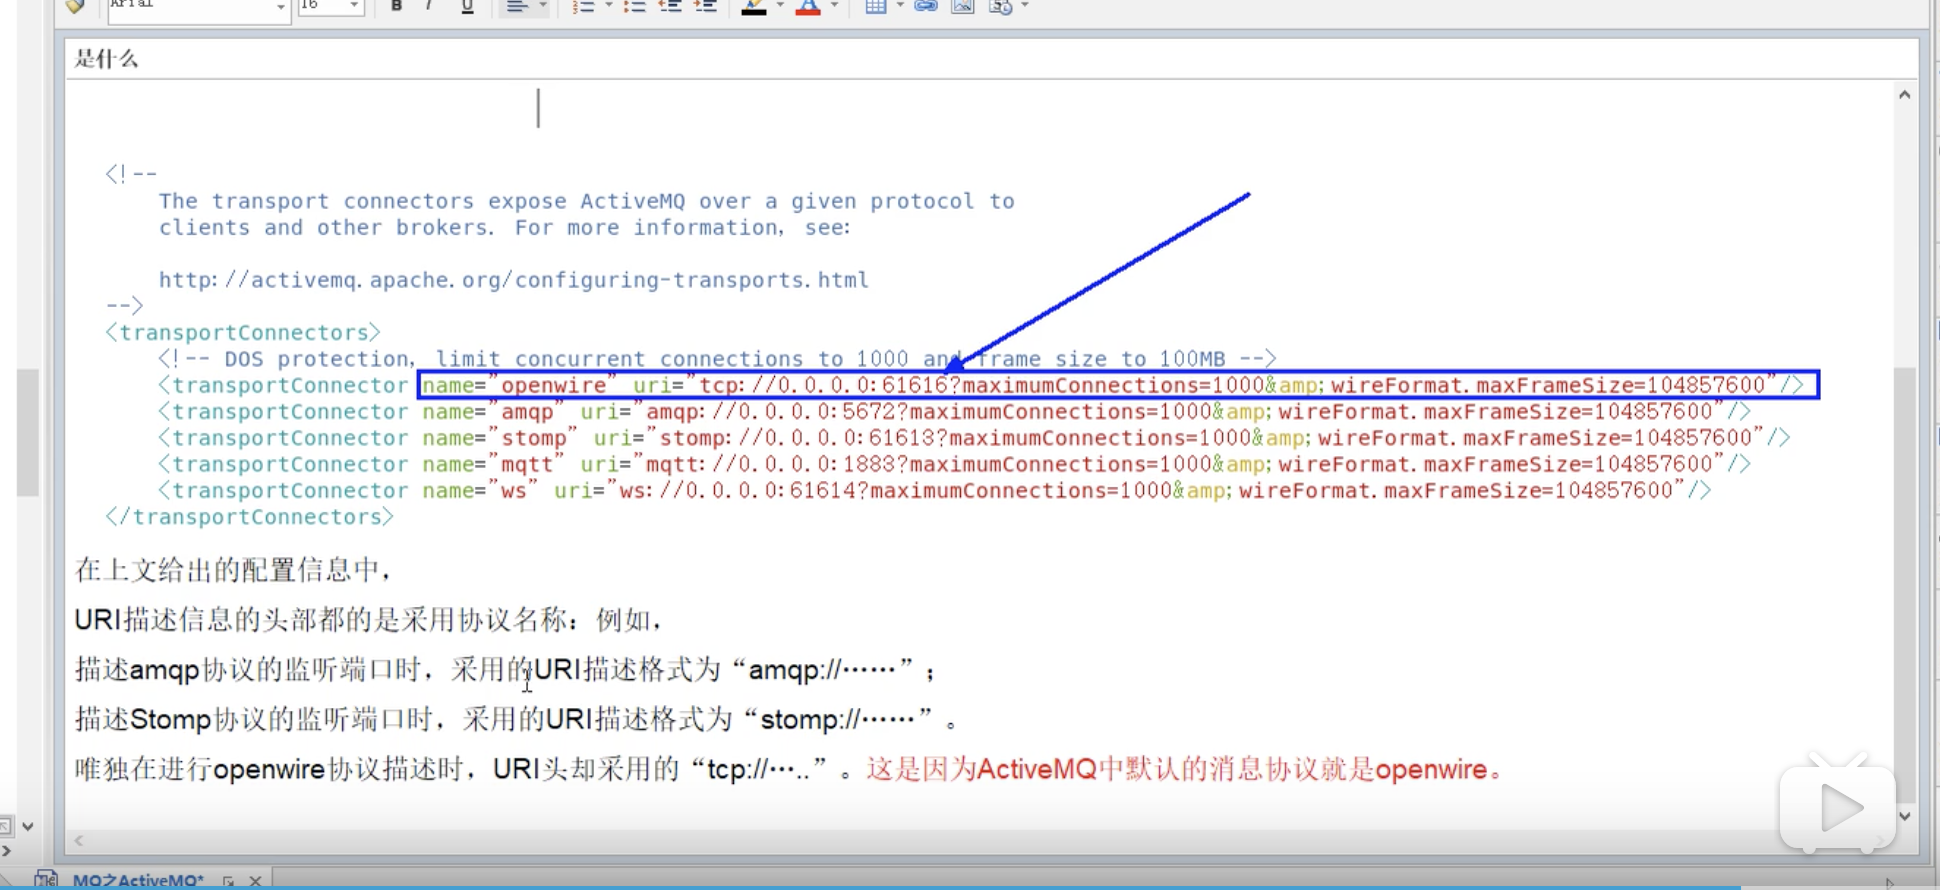 Arial 16 B I U
是什么
<!--
The transport connectors expose ActiveMQ over a given protocol to
clients and other brokers. For more information, see:
http://activemq.apache.org/configuring-transports.html
-->
<transportConnectors>
<!-- DOS protection, limit concurrent connections to 1000 and frame size to 100MB -->
<transportConnector name="openwire" uri="tcp://0.0.0.0:61616?maximumConnections=1000&amp;wireFormat.maxFrameSize=104857600"/>
<transportConnector name="amqp" uri="amqp://0.0.0.0:5672?maximumConnections=1000&amp;wireFormat.maxFrameSize=104857600"/>
<transportConnector name="stomp" uri="stomp://0.0.0.0:61613?maximumConnections=1000&amp;wireFormat.maxFrameSize=104857600"/>
<transportConnector name="mqtt" uri="mqtt://0.0.0.0:1883?maximumConnections=1000&amp;wireFormat.maxFrameSize=104857600"/>
<transportConnector name="ws" uri="ws://0.0.0.0:61614?maximumConnections=1000&amp;wireFormat.maxFrameSize=104857600"/>
</transportConnectors>
在上文给出的配置信息中，
URI描述信息的头部都的是采用协议名称：例如，
描述amqp协议的监听端口时，采用的URI描述格式为“amqp://······”；
描述Stomp协议的监听端口时，采用的URI描述格式为“stomp://······”。
唯独在进行openwire协议描述时，URI头却采用的“tcp://···..”。这是因为ActiveMQ中默认的消息协议就是openwire。
MQ之ActiveMQ*